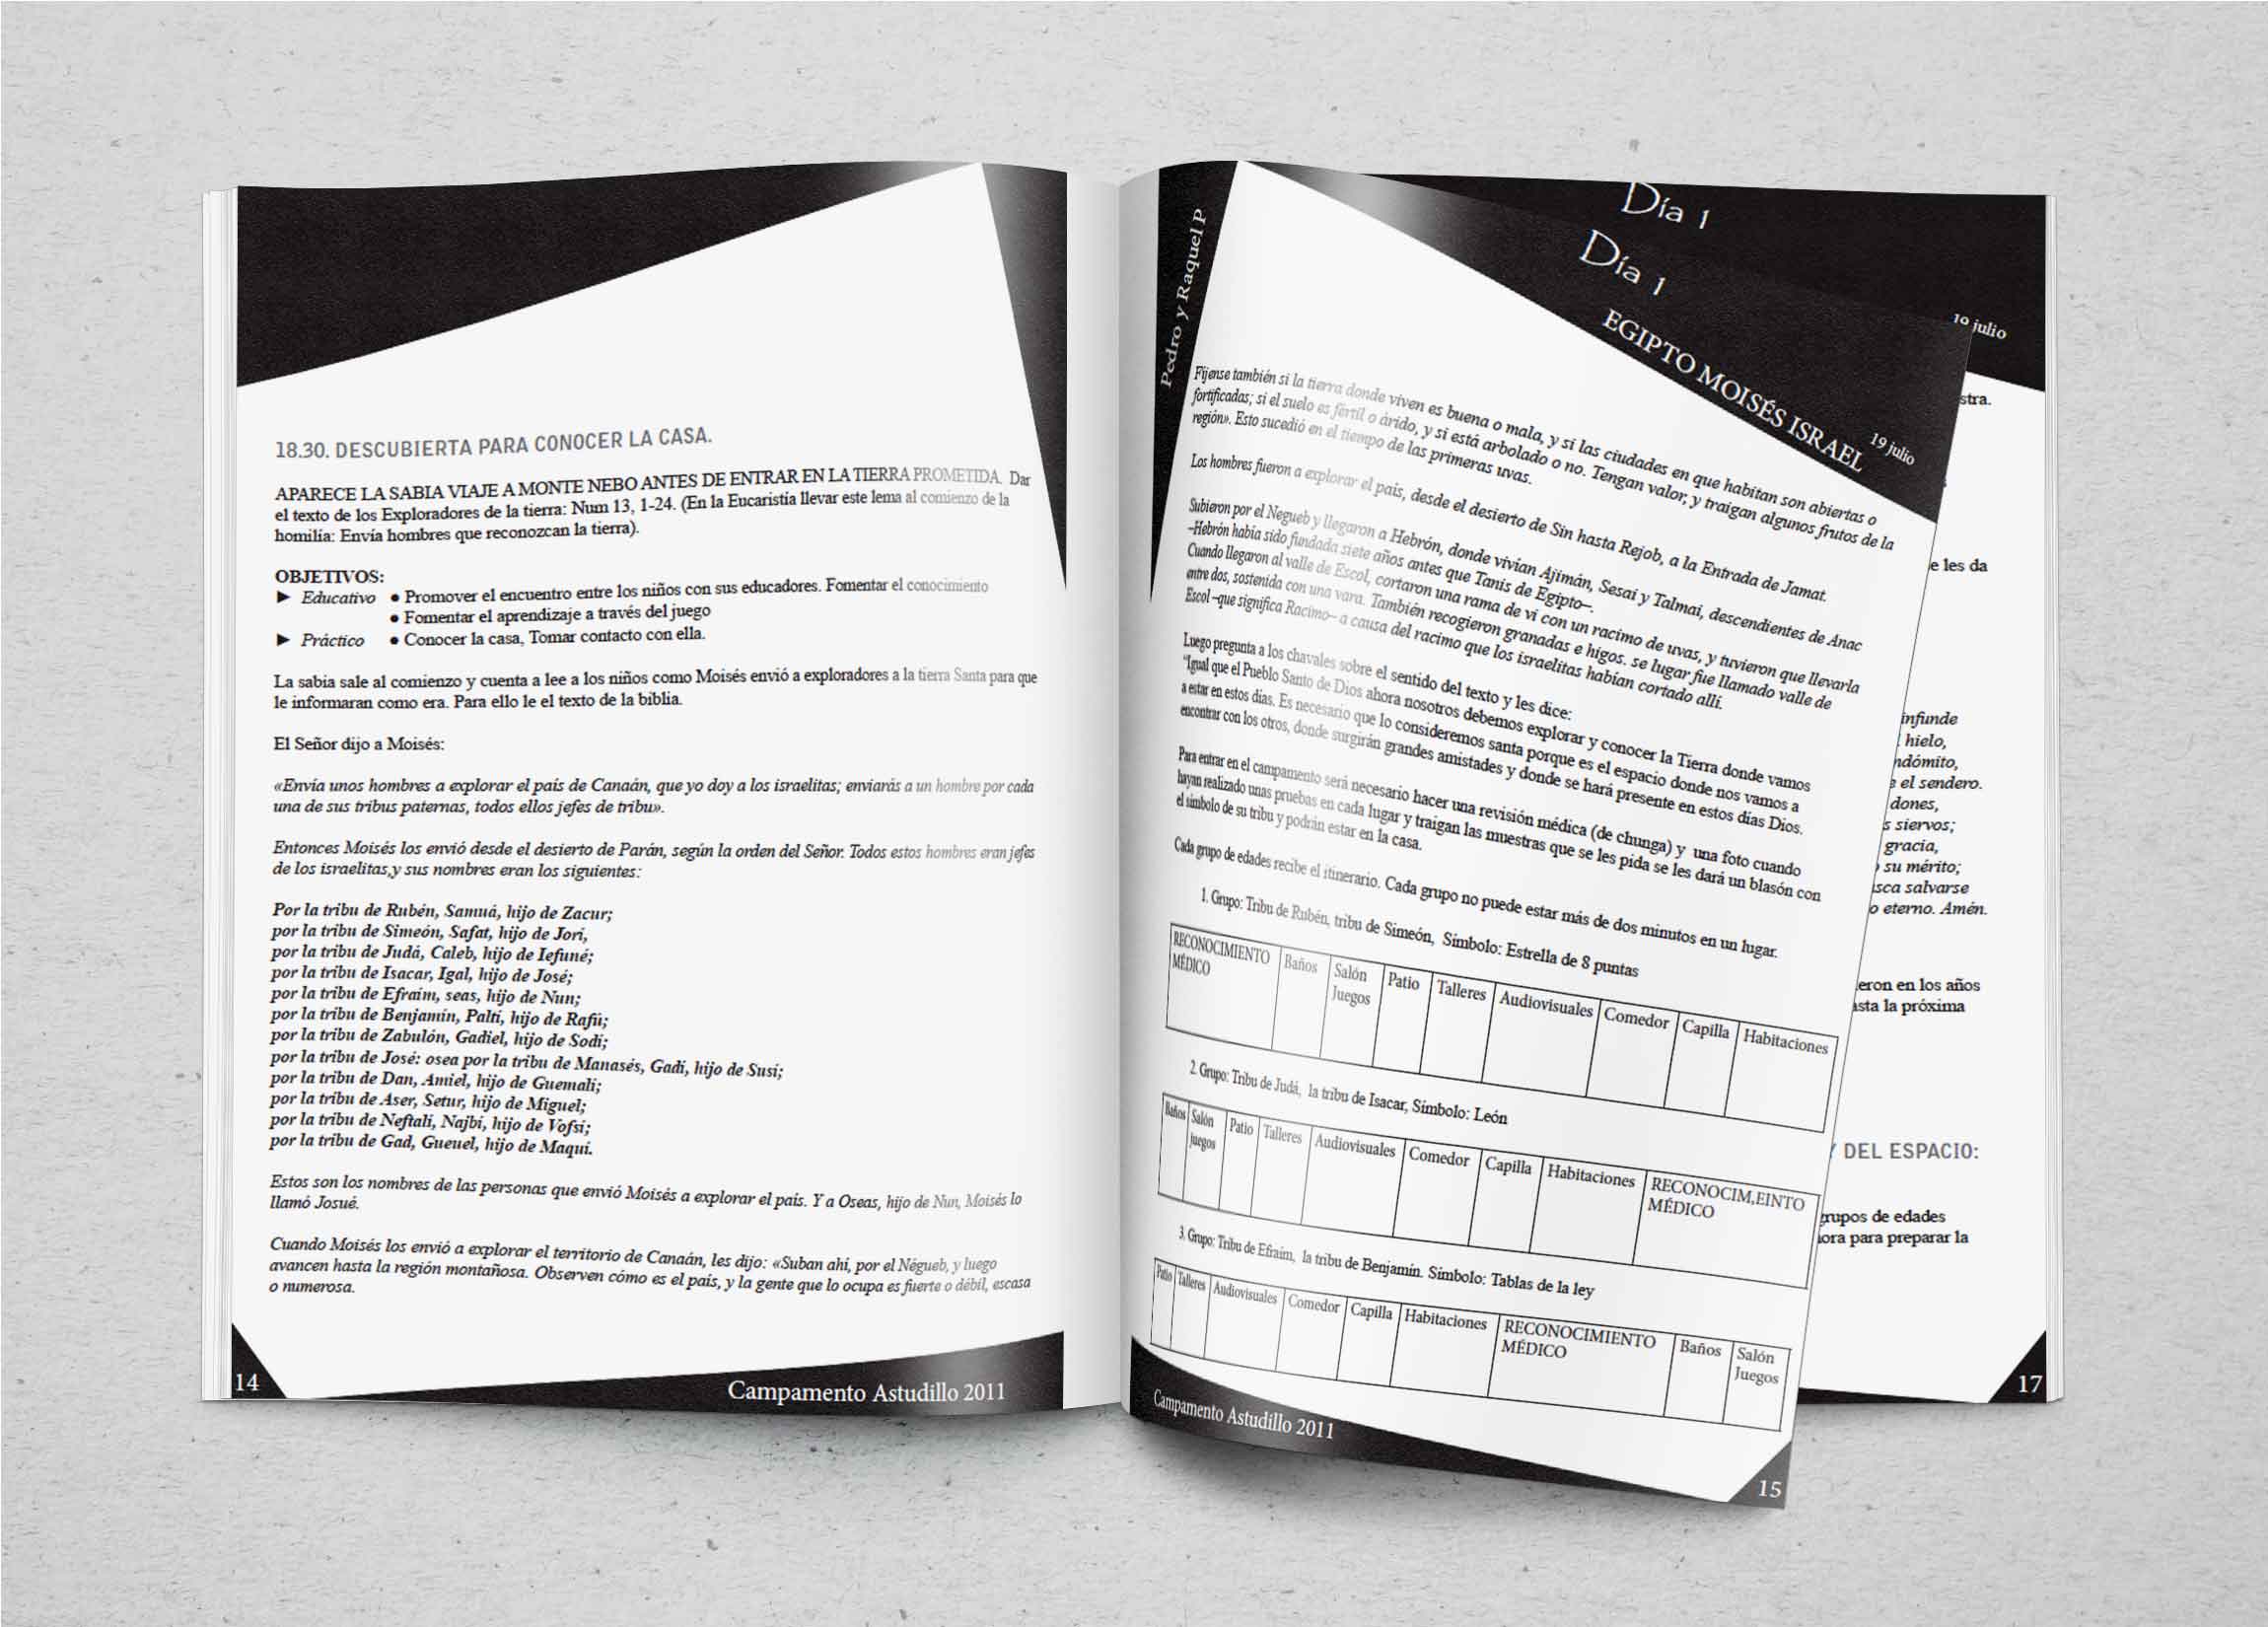 18.30. DESCUBIERTA PARA CONOCER LA CASA.
APARECE LA SABIA VIAJE A MONTE NEBO ANTES DE ENTRAR EN LA TIERRA PROMETIDA. Dar
el texto de los Exploradores de la tierra: Num 13, 1-24. (En la Eucaristía llevar este lema al comienzo de la
homilía: Envía hombres que reconozcan la tierra).
OBJETIVOS:
► Educativo ● Promover el encuentro entre los niños con sus educadores. Fomentar el conocimiento
● Fomentar el aprendizaje a través del juego
► Práctico ● Conocer la casa, Tomar contacto con ella.
La sabia sale al comienzo y cuenta a lee a los niños como Moisés envió a exploradores a la tierra Santa para que
le informaran como era. Para ello le el texto de la biblia.
El Señor dijo a Moisés:
«Envía unos hombres a explorar el país de Canaán, que yo doy a los israelitas; enviarás a un hombre por cada
una de sus tribus paternas, todos ellos jefes de tribu».
Entonces Moisés los envió desde el desierto de Parán, según la orden del Señor. Todos estos hombres eran jefes
de los israelitas,y sus nombres eran los siguientes:
Por la tribu de Rubén, Samuá, hijo de Zacur;
por la tribu de Simeón, Safat, hijo de Jorí,
por la tribu de Judá, Caleb, hijo de Iefuné;
por la tribu de Isacar, Igal, hijo de José;
por la tribu de Efraím, seas, hijo de Nun;
por la tribu de Benjamín, Paltí, hijo de Rafú;
por la tribu de Zabulón, Gadiel, hijo de Sodí;
por la tribu de José: osea por la tribu de Manasés, Gadí, hijo de Susí;
por la tribu de Dan, Amiel, hijo de Guemalí;
por la tribu de Aser, Setur, hijo de Miguel;
por la tribu de Neftalí, Najbí, hijo de Vofsí;
por la tribu de Gad, Gueuel, hijo de Maquí.
Estos son los nombres de las personas que envió Moisés a explorar el país. Y a Oseas, hijo de Nun, Moisés lo
llamó Josué.
Cuando Moisés los envió a explorar el territorio de Canaán, les dijo: «Suban ahí, por el Négueb, y luego
avancen hasta la región montañosa. Observen cómo es el país, y la gente que lo ocupa es fuerte o débil, escasa
o numerosa.
14
Campamento Astudillo 2011
Pedro y Raquel P
Día 1
EGIPTO MOISÉS ISRAEL
19 julio
Fíjense también si la tierra donde viven es buena o mala, y si las ciudades en que habitan son abiertas o
fortificadas; si el suelo es fértil o árido, y si está arbolado o no. Tengan valor, y traigan algunos frutos de la
región». Esto sucedió en el tiempo de las primeras uvas.
Los hombres fueron a explorar el país, desde el desierto de Sin hasta Rejob, a la Entrada de Jamat.
Subieron por el Negueb y llegaron a Hebrón, donde vivían Ajimán, Sesai y Talmai, descendientes de Anac
–Hebrón había sido fundada siete años antes que Tanis de Egipto–.
Cuando llegaron al valle de Escol, cortaron una rama de vi con un racimo de uvas, y tuvieron que llevarla
entre dos, sostenida con una vara. También recogieron granadas e higos. se lugar fue llamado valle de
Escol –que significa Racimo– a causa del racimo que los israelitas habían cortado allí.
Luego pregunta a los chavales sobre el sentido del texto y les dice:
"Igual que el Pueblo Santo de Dios ahora nosotros debemos explorar y conocer la Tierra donde vamos
a estar en estos días. Es necesario que lo consideremos santa porque es el espacio donde nos vamos a
encontrar con los otros, donde surgirán grandes amistades y donde se hará presente en estos días Dios.
Para entrar en el campamento será necesario hacer una revisión médica (de chunga) y una foto cuando
hayan realizado unas pruebas en cada lugar y traigan las muestras que se les pida se les dará un blasón con
el símbolo de su tribu y podrán estar en la casa.
Cada grupo de edades recibe el itinerario. Cada grupo no puede estar más de dos minutos en un lugar.
1. Grupo: Tribu de Rubén, tribu de Simeón, Símbolo: Estrella de 8 puntas
RECONOCIMIENTO MÉDICO Baños Salón Juegos Patio Talleres Audiovisuales Comedor Capilla Habitaciones
2. Grupo: Tribu de Judá, la tribu de Isacar, Símbolo: León
Baños Salón juegos Patio Talleres Audiovisuales Comedor Capilla Habitaciones RECONOCIM,EINTO MÉDICO
3. Grupo: Tribu de Efraím, la tribu de Benjamín. Símbolo: Tablas de la ley
Patio Talleres Audiovisuales Comedor Capilla Habitaciones RECONOCIMIENTO MÉDICO Baños Salón Juegos
Campamento Astudillo 2011
15
Día 1
19 julio
stra.
e les da
infunde
hielo,
ndómito,
e el sendero.
dones,
s siervos;
gracia,
su mérito;
sca salvarse
o eterno. Amén.
eron en los años
asta la próxima
Y DEL ESPACIO:
grupos de edades
ora para preparar la
17